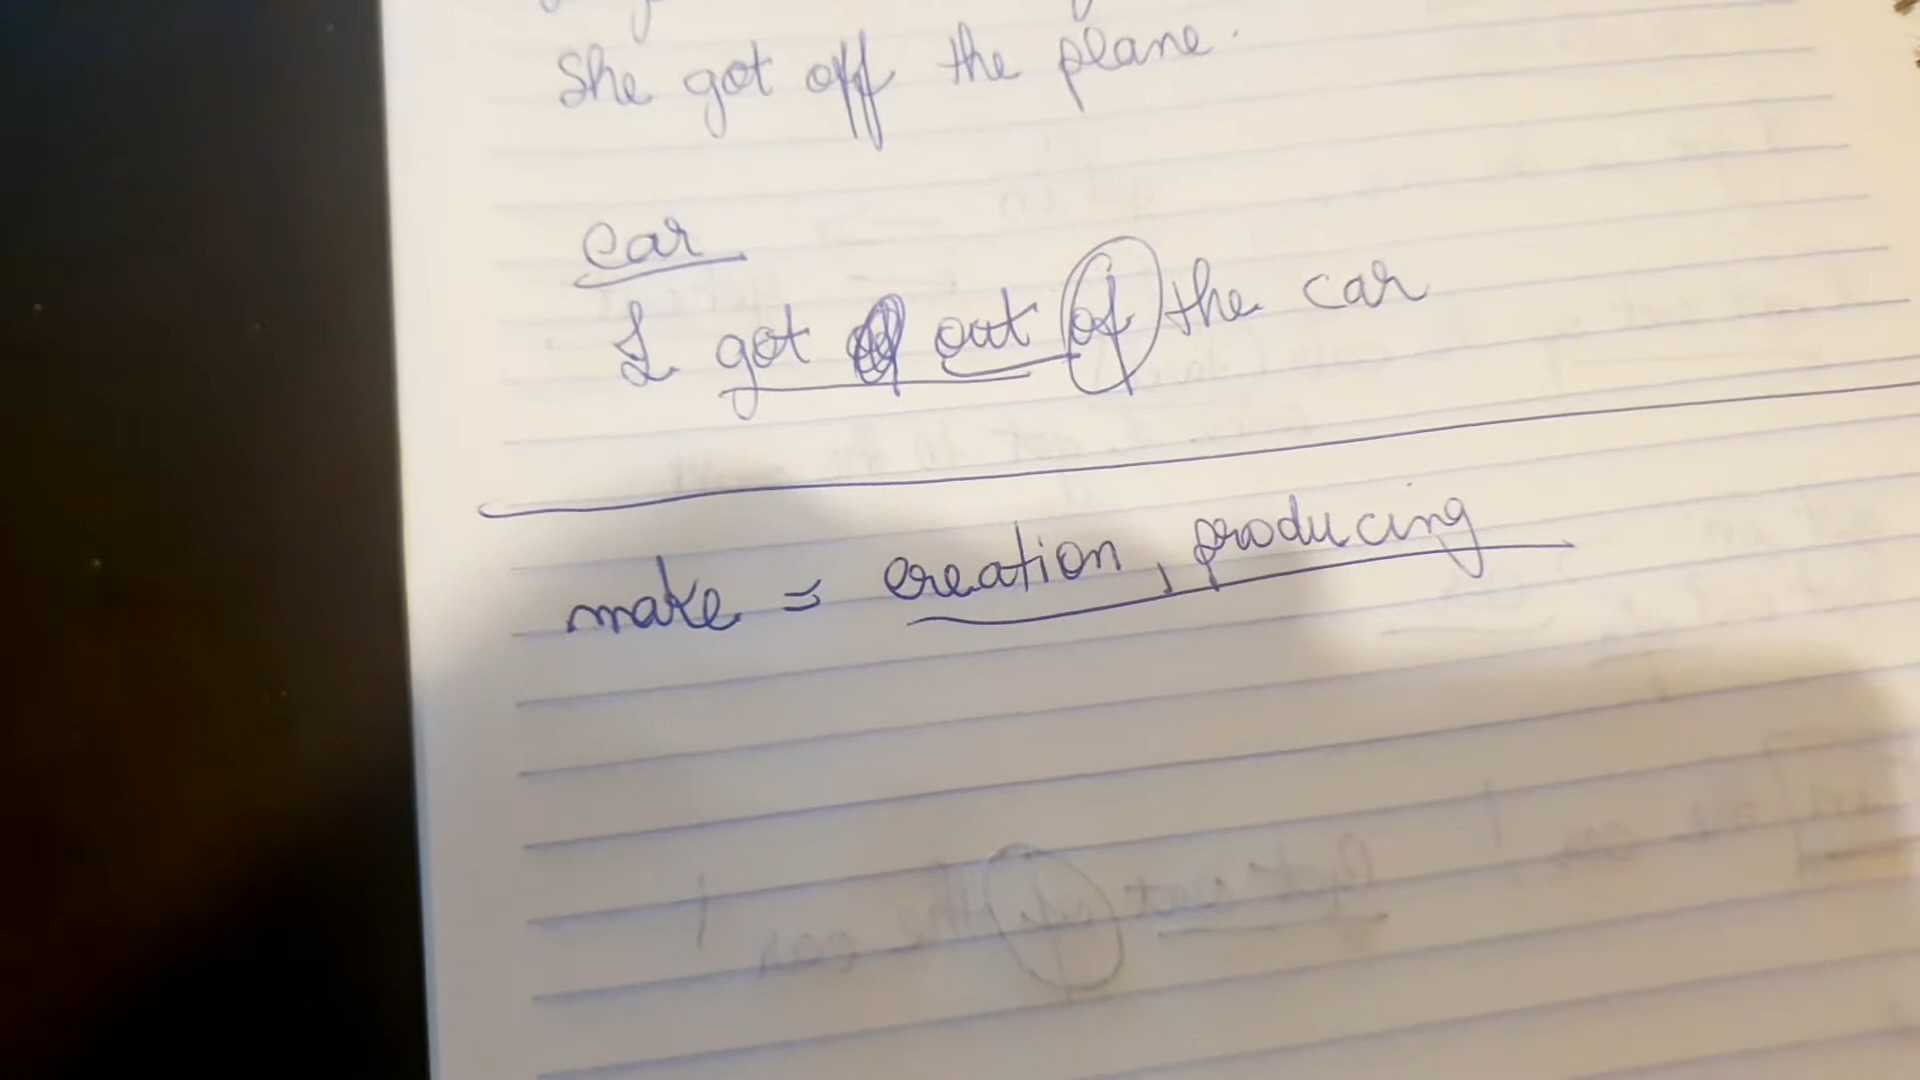 She got off the plane.
car
I got out of the car
make = creation, producing